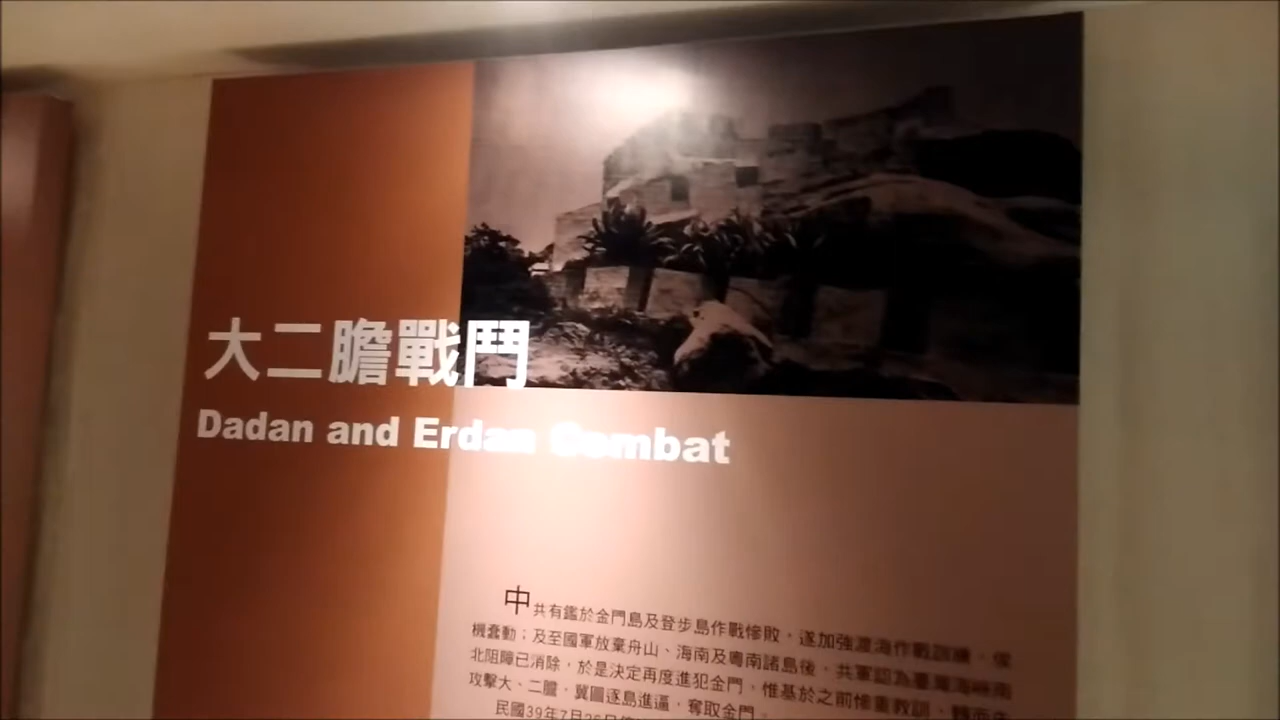 大二膽戰鬥
Dadan and Erdan Combat
中共有鑑於金門島及登步島作戰慘敗，遂加強渡海作戰訓練，俟
機蠢動；及至國軍放棄舟山、海南及粵南諸島後，共軍認為臺灣海峽南
北阻障已消除，於是決定再度進犯金門，惟基於之前慘重教訓，轉而先
攻擊大、二膽，冀圖逐島進逼，奪取金門。
民國39年7月26日